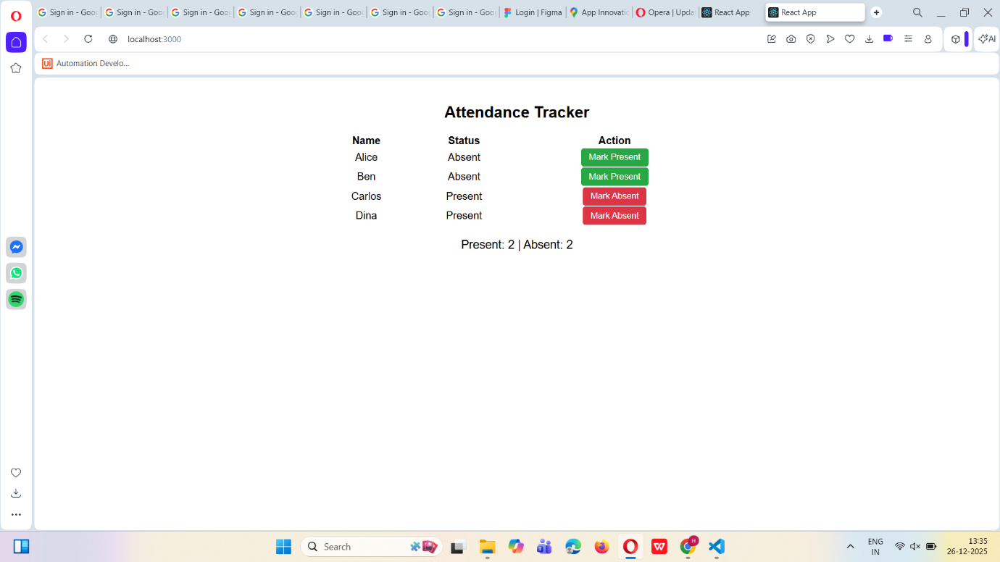 Sign in - Goo
Sign in - Goo
Sign in - Goo
Sign in - Goo
Sign in - Goo
Sign in - Goo
Sign in - Goo
Login | Figma
App Innovatio
Opera | Upda
React App
React App
localhost:3000
AI
Ui Automation Develo...
Attendance Tracker
Name Status Action
Alice Absent Mark Present
Ben Absent Mark Present
Carlos Present Mark Absent
Dina Present Mark Absent
Present: 2 | Absent: 2
Search
H
ENG
IN
13:35
26-12-2025